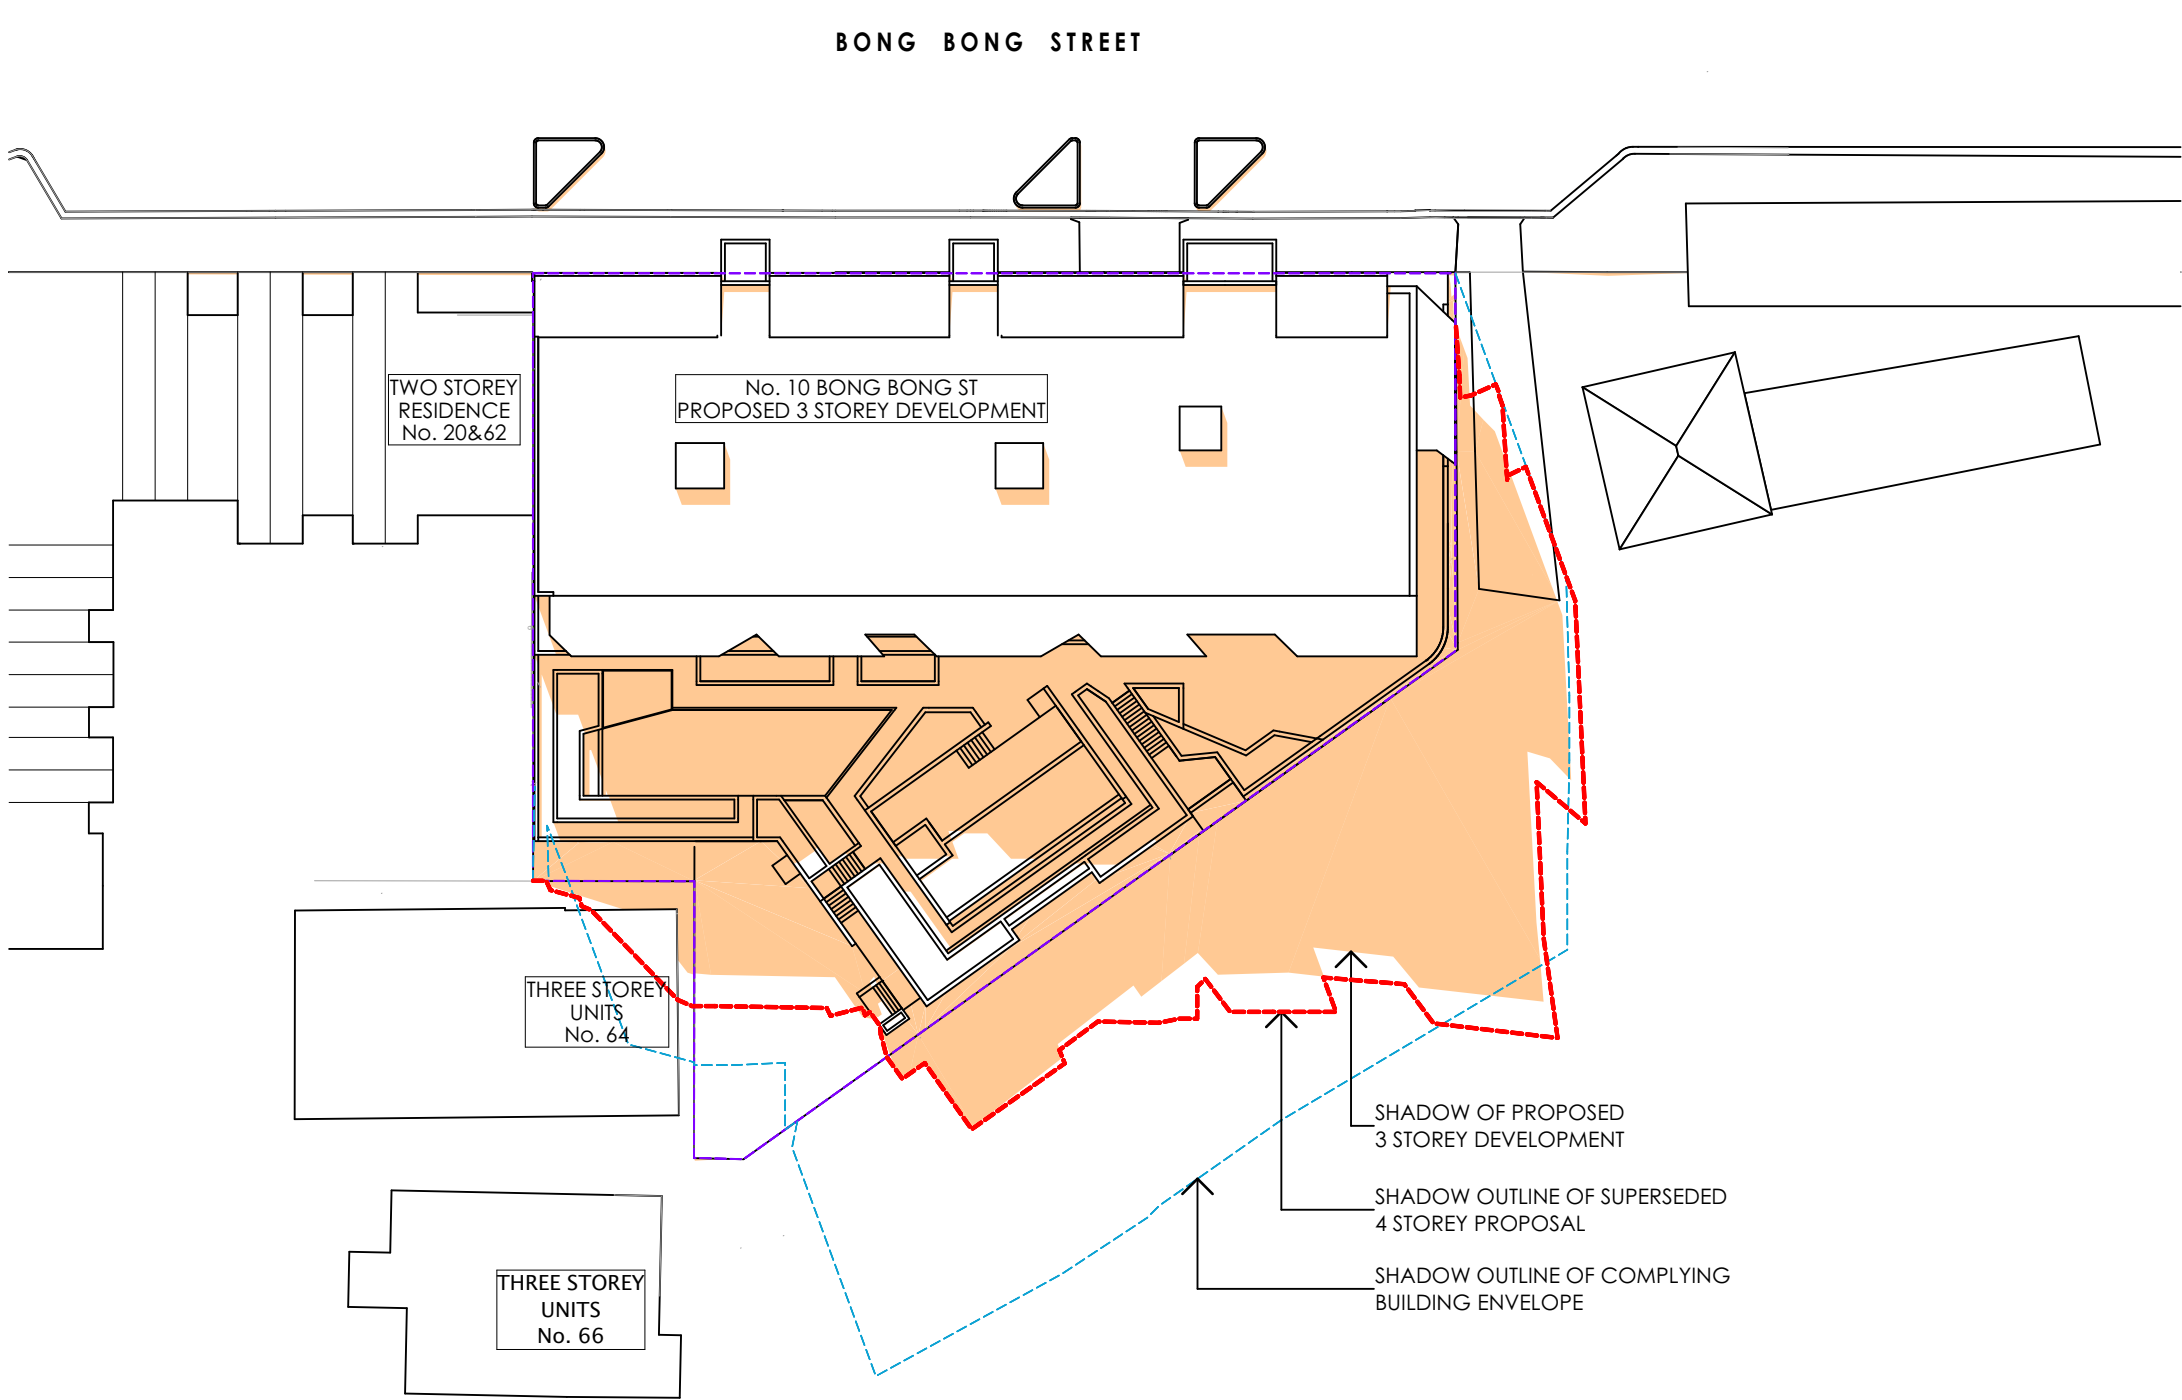 BONG BONG STREET
TWO STOREY
RESIDENCE
No. 20&62
No. 10 BONG BONG ST
PROPOSED 3 STOREY DEVELOPMENT
THREE STOREY
UNITS
No. 64
SHADOW OF PROPOSED
3 STOREY DEVELOPMENT
SHADOW OUTLINE OF SUPERSEDED
4 STOREY PROPOSAL
SHADOW OUTLINE OF COMPLYING
BUILDING ENVELOPE
THREE STOREY
UNITS
No. 66